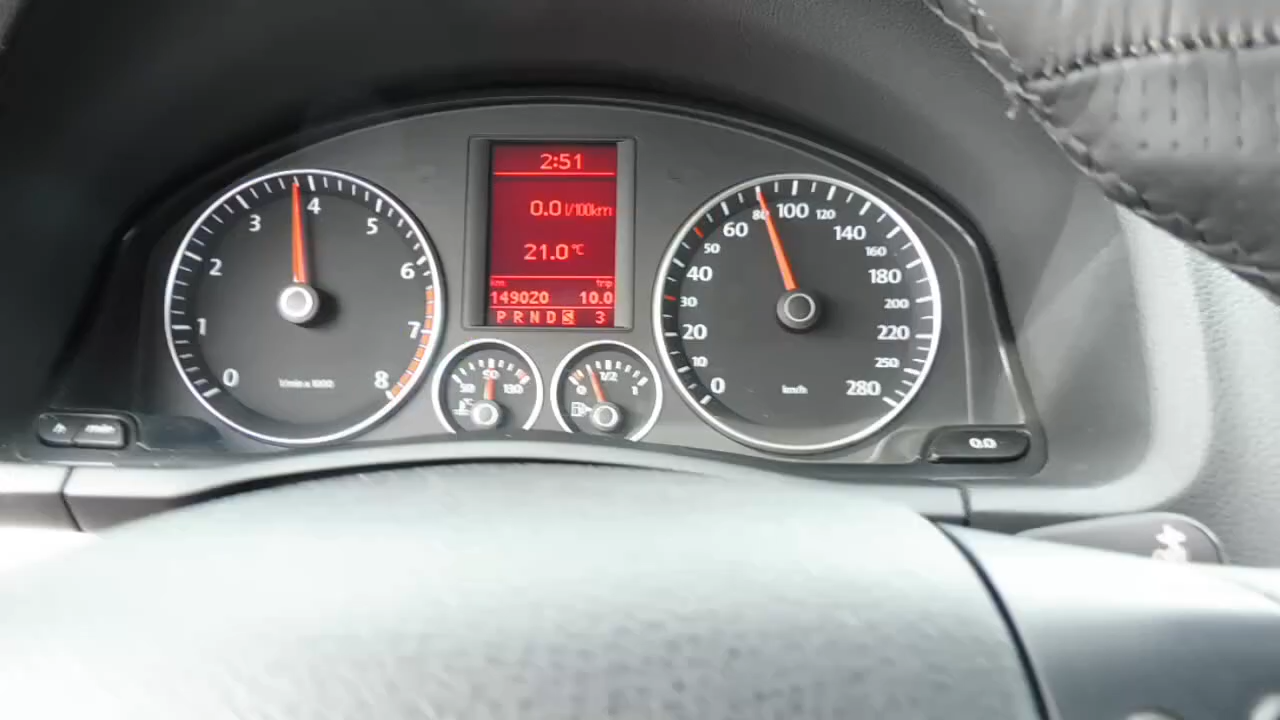 2:51
0.0 l/100km
21.0 °C
km trip
149020 10.0
P R N D S 3
0 1 2 3 4 5 6 7 8
1/min x 1000
50 90 130
°C
0 1/2 1
0 10 20 30 40 50 60 80 100 120 140 160 180 200 220 250 280
km/h
0.0